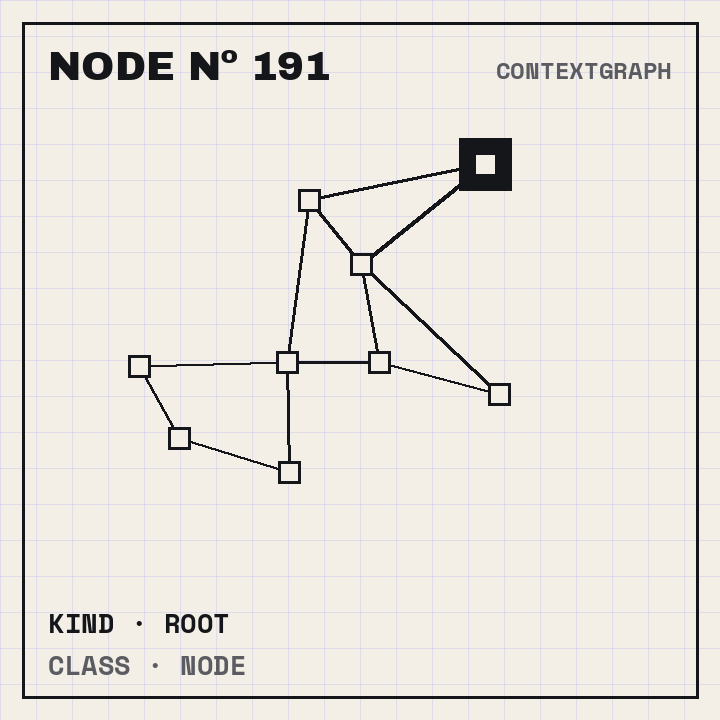 NODE Nº 191
CONTEXTGRAPH
KIND · ROOT
CLASS · NODE